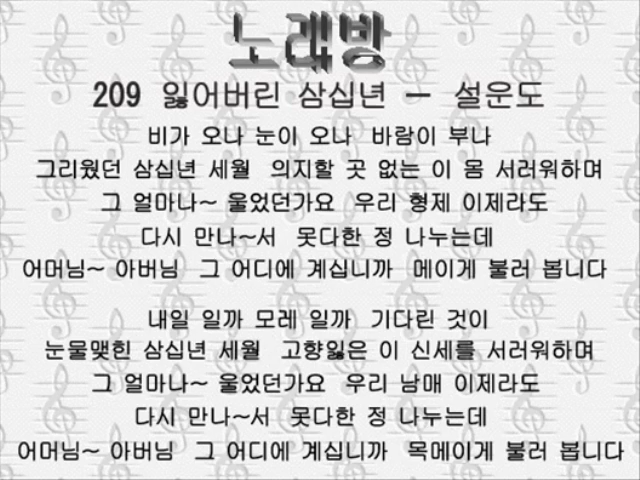 노래방
209 잃어버린 삼십년 - 설운도
비가 오나 눈이 오나 바람이 부나
그리웠던 삼십년 세월 의지할 곳 없는 이 몸 서러워하며
그 얼마나~ 울었던가요 우리 형제 이제라도
다시 만나~서 못다한 정 나누는데
어머님~ 아버님 그 어디에 계십니까 메이게 불러 봅니다
내일 일까 모레 일까 기다린 것이
눈물맺힌 삼십년 세월 고향잃은 이 신세를 서러워하며
그 얼마나~ 울었던가요 우리 남매 이제라도
다시 만나~서 못다한 정 나누는데
어머님~ 아버님 그 어디에 계십니까 목메이게 불러 봅니다